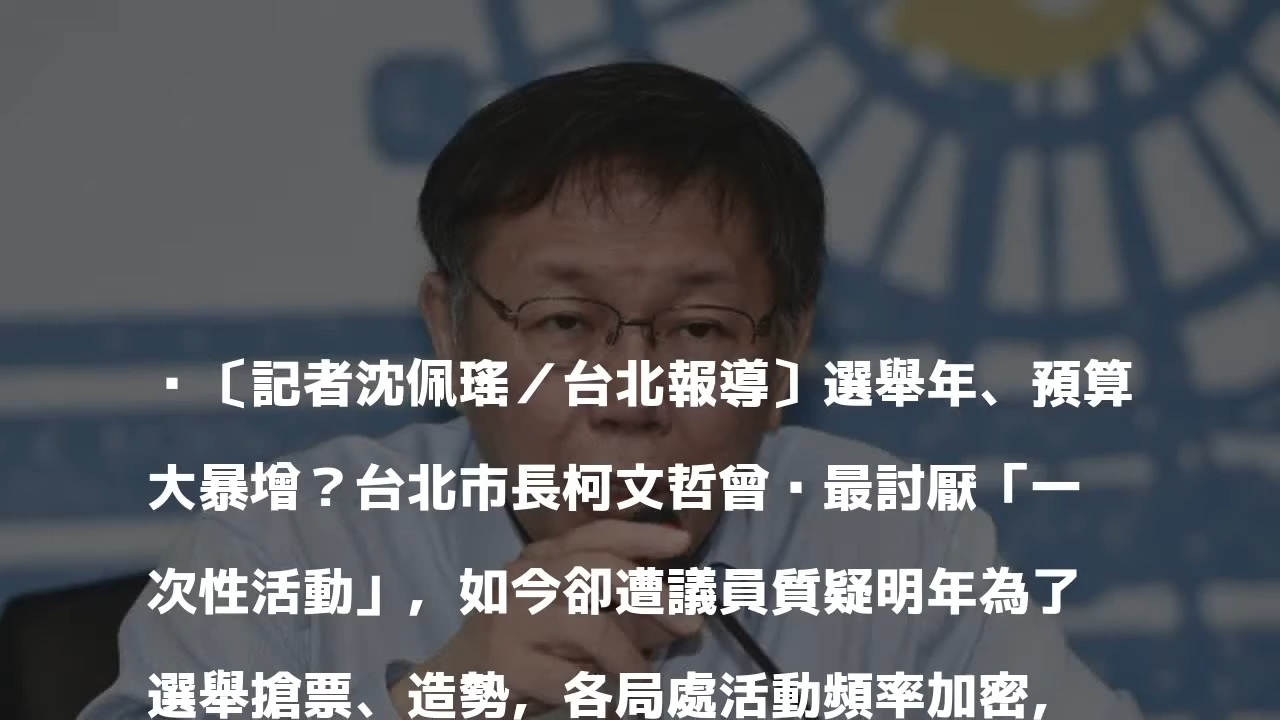 ▪〔記者沈佩瑤／台北報導〕選舉年、預算
大暴增？台北市長柯文哲曾▪最討厭「一
次性活動」，如今卻遭議員質疑明年為了
選舉搶票、造勢，各局處活動頻率加密，